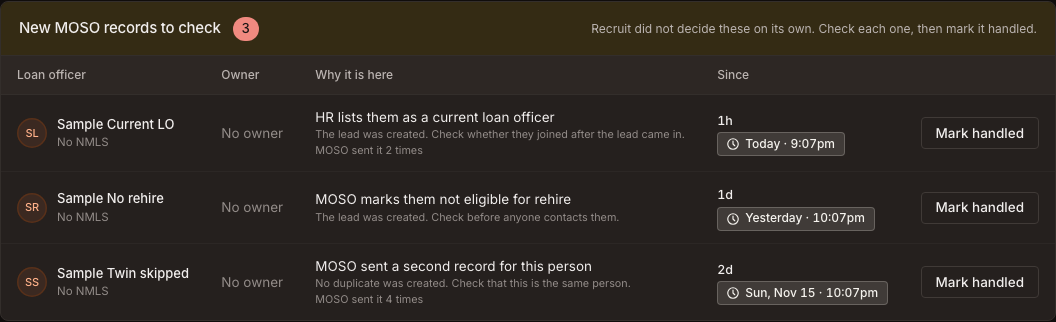 New MOSO records to check 3
Recruit did not decide these on its own. Check each one, then mark it handled.
Loan officer Owner Why it is here Since
SL Sample Current LO
No NMLS
No owner
HR lists them as a current loan officer
The lead was created. Check whether they joined after the lead came in.
MOSO sent it 2 times
1h
Today · 9:07pm
Mark handled
SR Sample No rehire
No NMLS
No owner
MOSO marks them not eligible for rehire
The lead was created. Check before anyone contacts them.
1d
Yesterday · 10:07pm
Mark handled
SS Sample Twin skipped
No NMLS
No owner
MOSO sent a second record for this person
No duplicate was created. Check that this is the same person.
MOSO sent it 4 times
2d
Sun, Nov 15 · 10:07pm
Mark handled